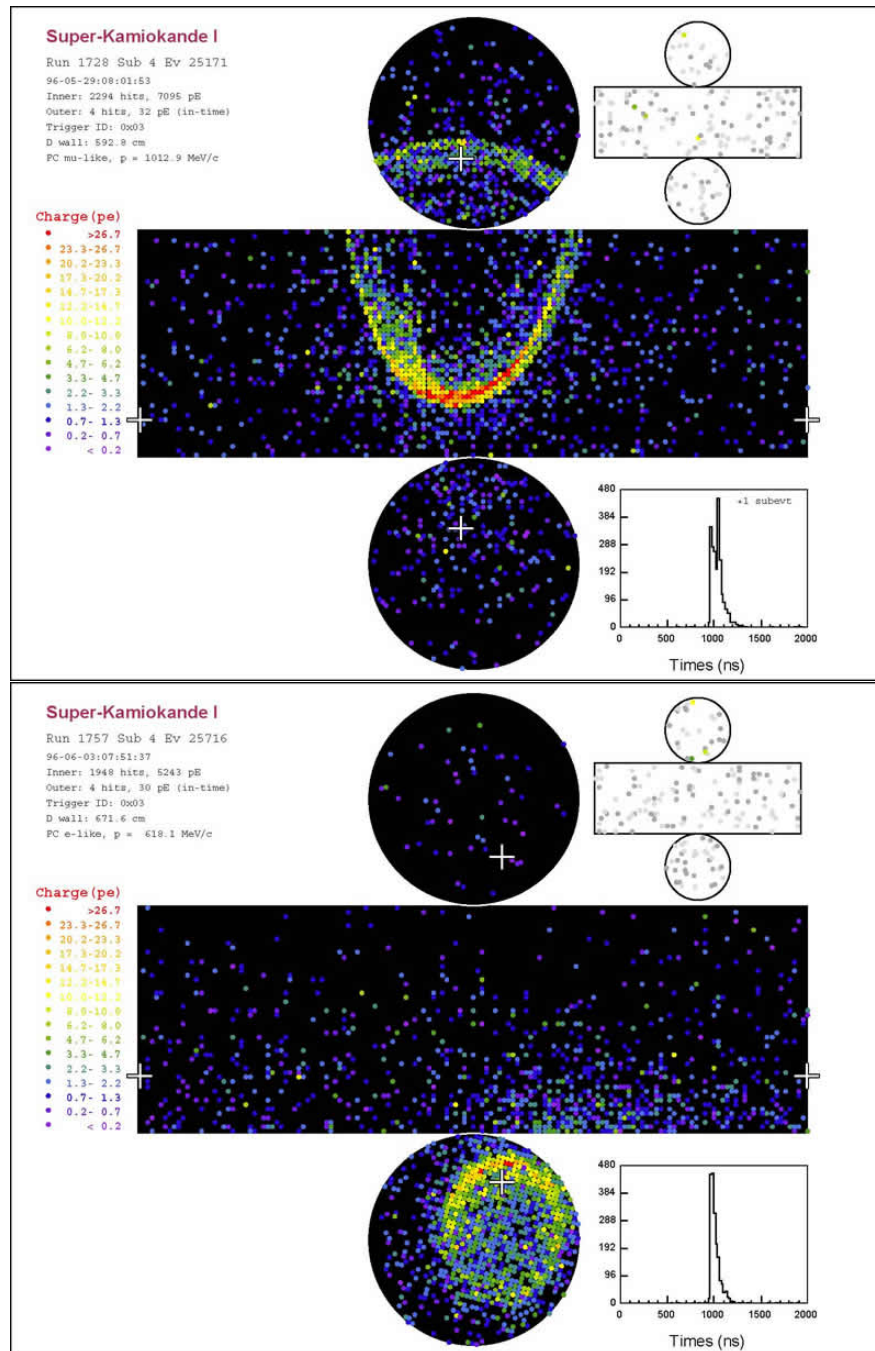 Super-Kamiokande I
Run 1728 Sub 4 Ev 25171
96-05-29:08:01:53
Inner: 2294 hits, 7095 pE
Outer: 4 hits, 32 pE (in-time)
Trigger ID: 0x03
D wall: 592.8 cm
PC mu-like, p = 1012.9 MeV/c
Charge(pe)
>26.7
23.3-26.7
20.2-23.3
17.3-20.2
14.7-17.3
12.2-14.7
10.0-12.2
8.0-10.0
6.2- 8.0
4.7- 6.2
3.3- 4.7
2.2- 3.3
1.3- 2.2
0.7- 1.3
0.2- 0.7
< 0.2
+1 subevt
480
384
288
192
96
0
0 500 1000 1500 2000
Times (ns)
Super-Kamiokande I
Run 1757 Sub 4 Ev 25716
96-06-03:07:51:37
Inner: 1948 hits, 5243 pE
Outer: 4 hits, 30 pE (in-time)
Trigger ID: 0x03
D wall: 671.6 cm
PC e-like, p = 618.1 MeV/c
Charge(pe)
>26.7
23.3-26.7
20.2-23.3
17.3-20.2
14.7-17.3
12.2-14.7
10.0-12.2
8.0-10.0
6.2- 8.0
4.7- 6.2
3.3- 4.7
2.2- 3.3
1.3- 2.2
0.7- 1.3
0.2- 0.7
< 0.2
480
384
288
192
96
0
0 500 1000 1500 2000
Times (ns)